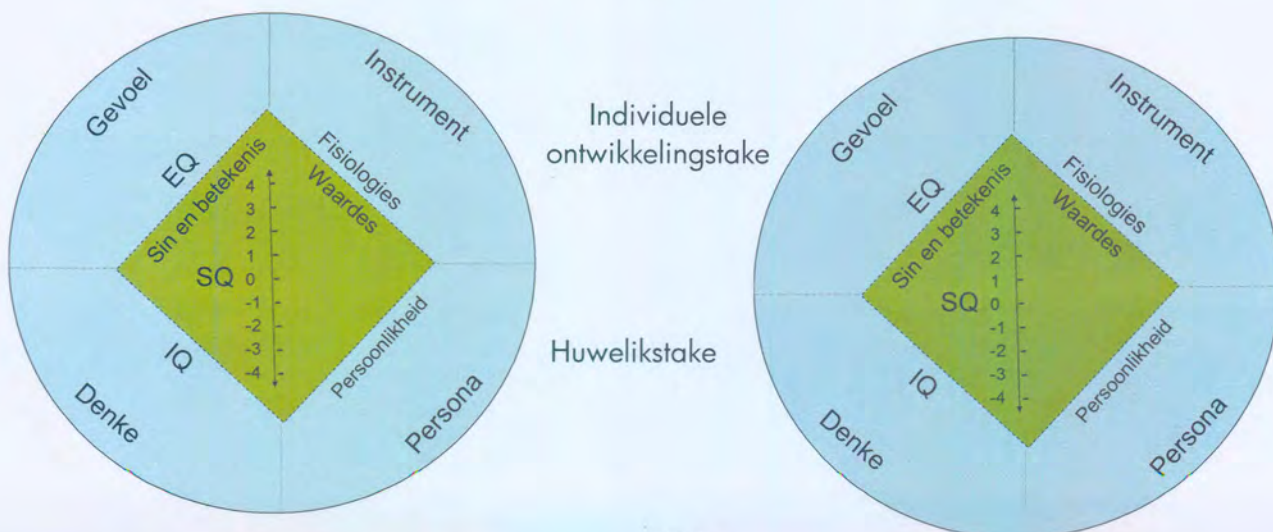 Gevoel
Instrument
EQ
Sin en betekenis
Fisiologies
Waardes
4
3
2
1
SQ 0
-1
-2
-3
-4
IQ
Persoonlikheid
Denke
Persona
Individuele
ontwikkelingstake
Huwelikstake
Gevoel
Instrument
EQ
Sin en betekenis
Fisiologies
Waardes
4
3
2
1
SQ 0
-1
-2
-3
-4
IQ
Persoonlikheid
Denke
Persona